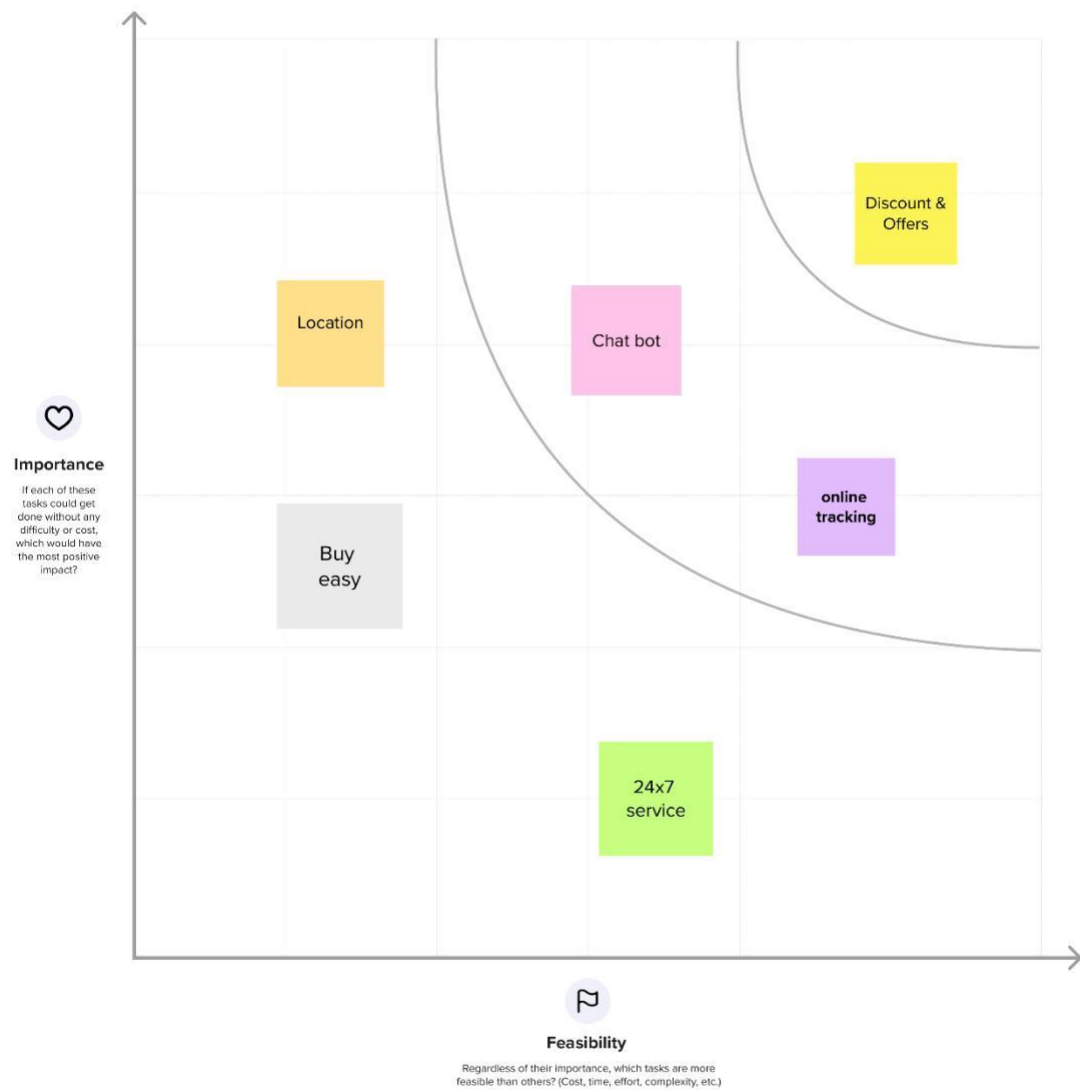 Discount &
Offers
Location
Chat bot
Importance
If each of these
tasks could get
done without any
difficulty or cost,
which would have
the most positive
impact?
online
tracking
Buy
easy
24x7
service
Feasibility
Regardless of their importance, which tasks are more
feasible than others? (Cost, time, effort, complexity, etc.)